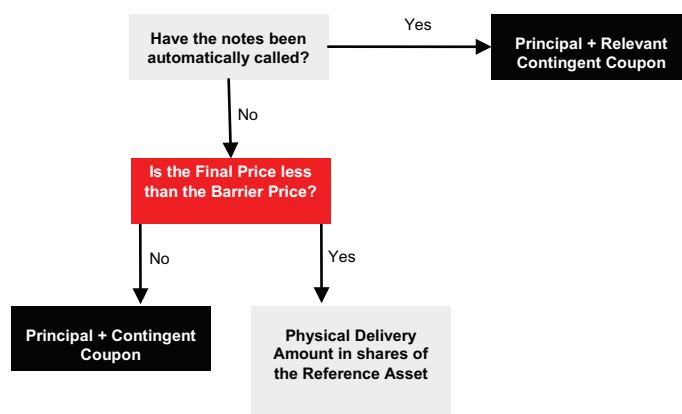 Have the notes been
automatically called?
Yes
Principal + Relevant
Contingent Coupon
No
Is the Final Price less
than the Barrier Price?
No
Yes
Principal + Contingent
Coupon
Physical Delivery
Amount in shares of
the Reference Asset